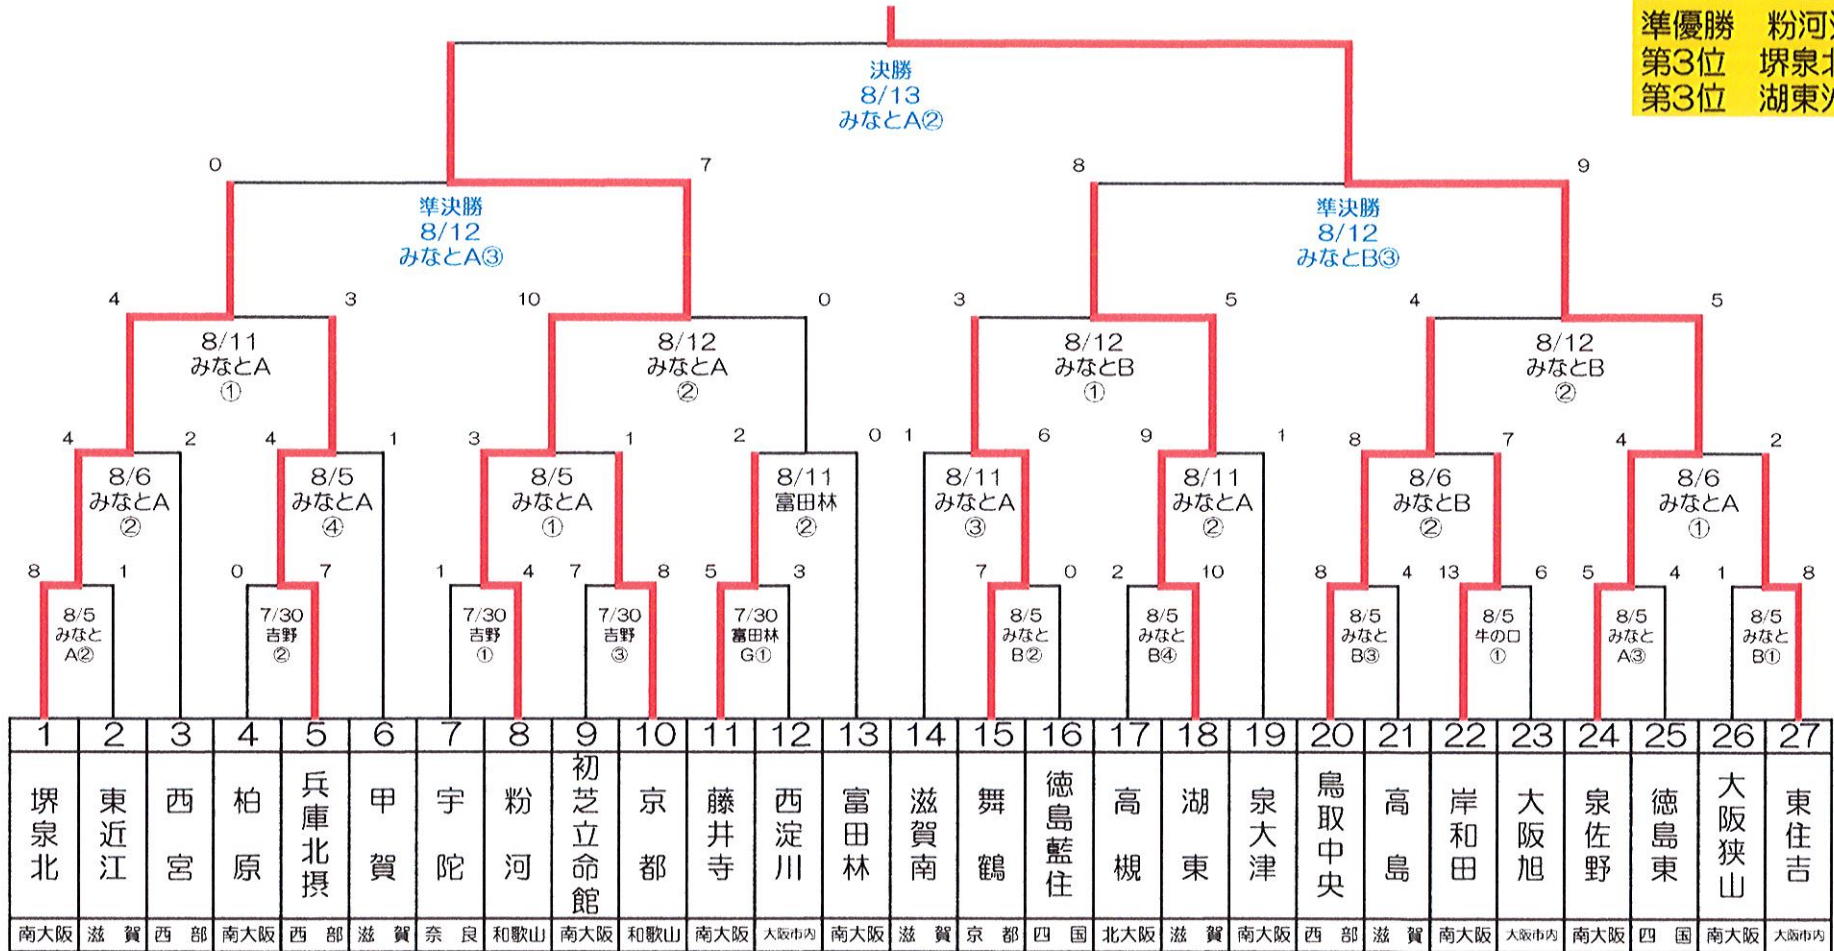 準優勝 粉河
第3位 堺泉北
第3位 湖東
決勝
8/13
みなとA②
0 7 8 9
準決勝
8/12
みなとA③
準決勝
8/12
みなとB③
4 3 10 0 3 5 4 5
8/11
みなとA
①
8/12
みなとA
②
8/12
みなとB
①
8/12
みなとB
②
4 2 4 1 3 1 2 0 1 6 9 1 8 7 4 2
8/6
みなとA
②
8/5
みなとA
④
8/5
みなとA
①
8/11
富田林
②
8/11
みなとA
③
8/11
みなとA
②
8/6
みなとB
②
8/6
みなとA
①
8 1 0 7 1 4 7 8 5 3 7 0 2 10 8 4 13 6 5 4 1 8
8/5
みなと
A②
7/30
吉野
②
7/30
吉野
①
7/30
吉野
③
7/30
富田林
G①
8/5
みなと
B②
8/5
みなと
B④
8/5
みなと
B③
8/5
牛の口
①
8/5
みなと
A③
8/5
みなと
B①
1 2 3 4 5 6 7 8 9 10 11 12 13 14 15 16 17 18 19 20 21 22 23 24 25 26 27
堺泉北
東近江
西宮
柏原
兵庫北摂
甲賀
宇陀
粉河
初芝立命館
京都
藤井寺
西淀川
富田林
滋賀南
舞鶴
徳島藍住
高槻
湖東
泉大津
鳥取中央
高島
岸和田
大阪旭
泉佐野
徳島東
大阪狭山
東住吉
南大阪 滋賀 西部 南大阪 西部 滋賀 奈良 和歌山 南大阪 和歌山 南大阪 大阪市内 南大阪 滋賀 京都 四国 北大阪 滋賀 南大阪 西部 滋賀 南大阪 大阪市内 南大阪 四国 南大阪 大阪市内